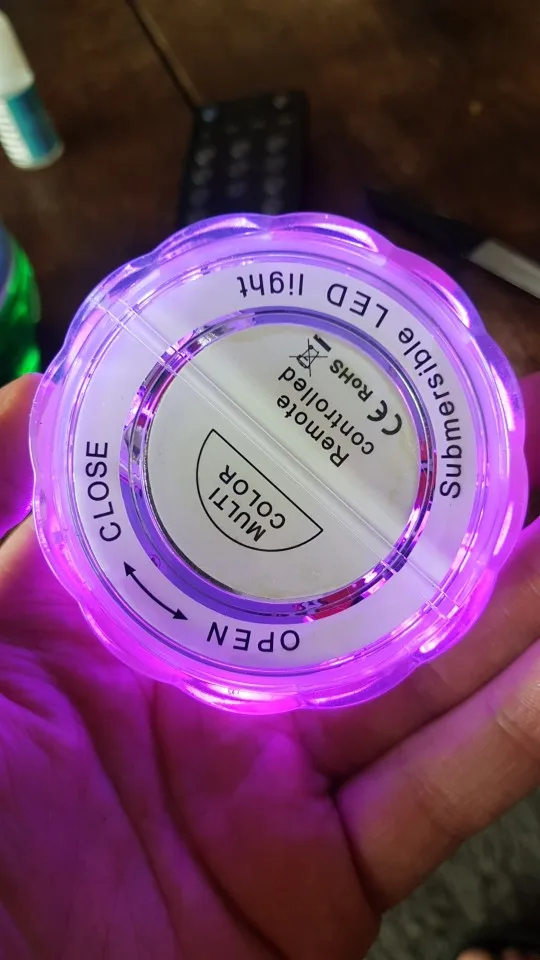 Submersible LED light
CLOSE
OPEN
Remote
controlled
CE RoHS
MULTI
COLOR